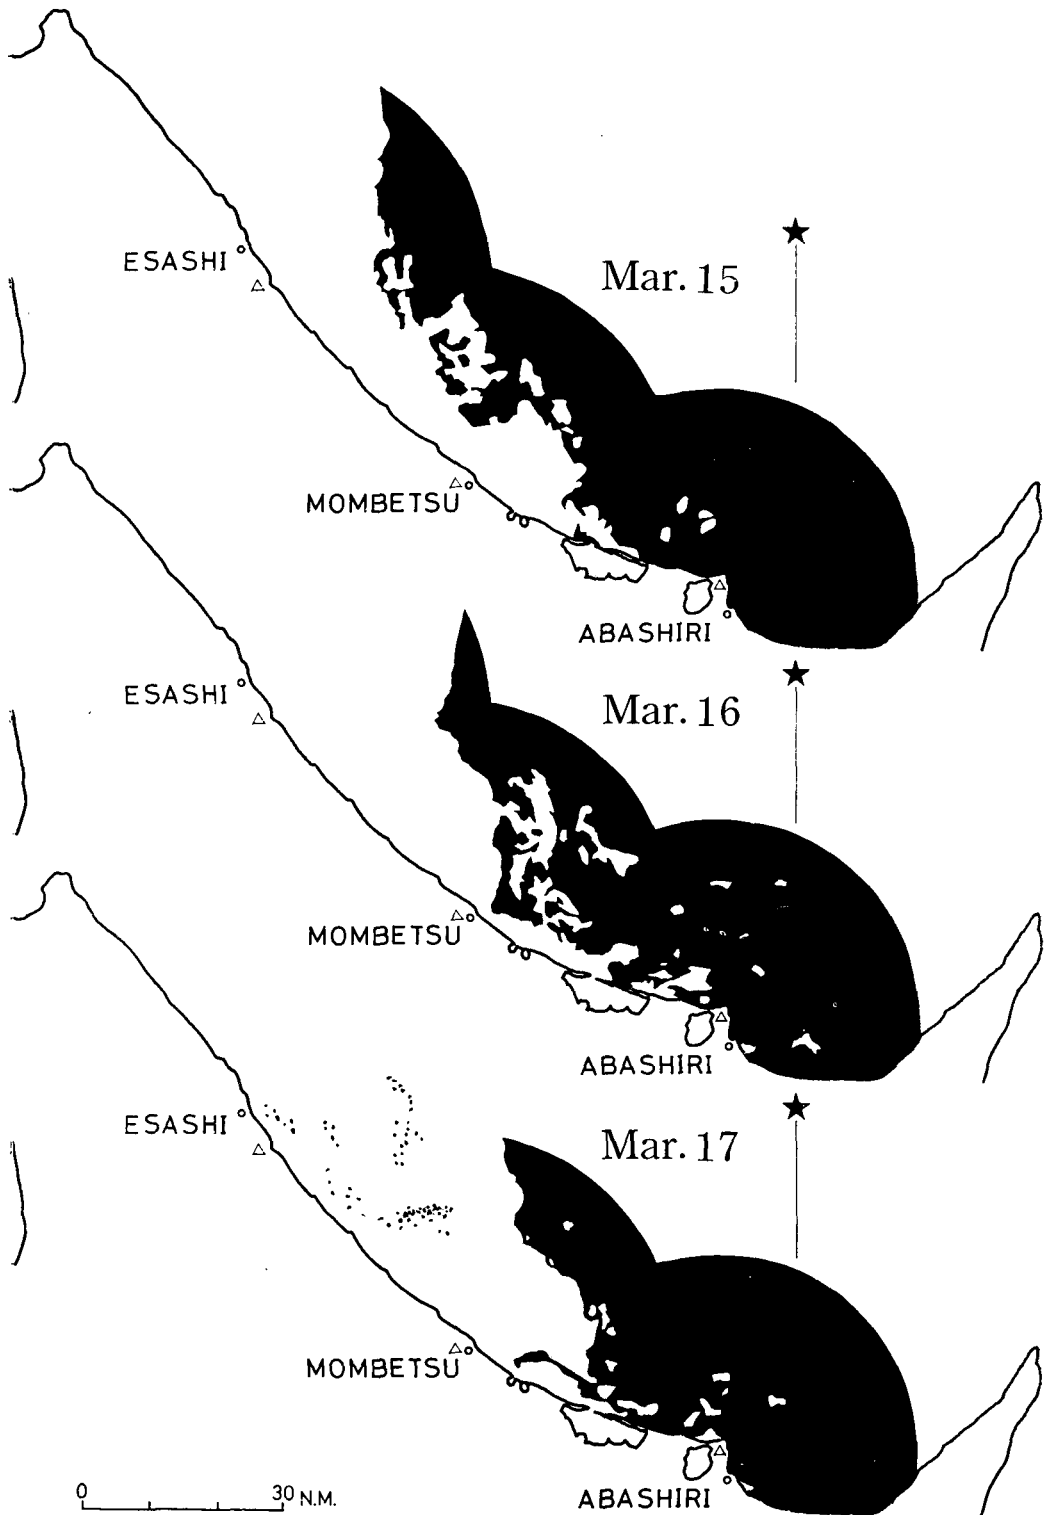 ESASHI
Mar. 15
MOMBETSU
ABASHIRI
ESASHI
Mar. 16
MOMBETSU
ABASHIRI
ESASHI
Mar. 17
MOMBETSU
ABASHIRI
0 30 N.M.